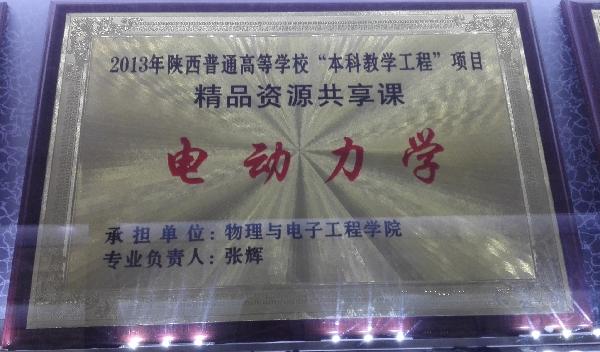 2013年陕西普通高等学校“本科教学工程”项目
精品资源共享课
电动力学
承担单位：物理与电子工程学院
专业负责人：张辉